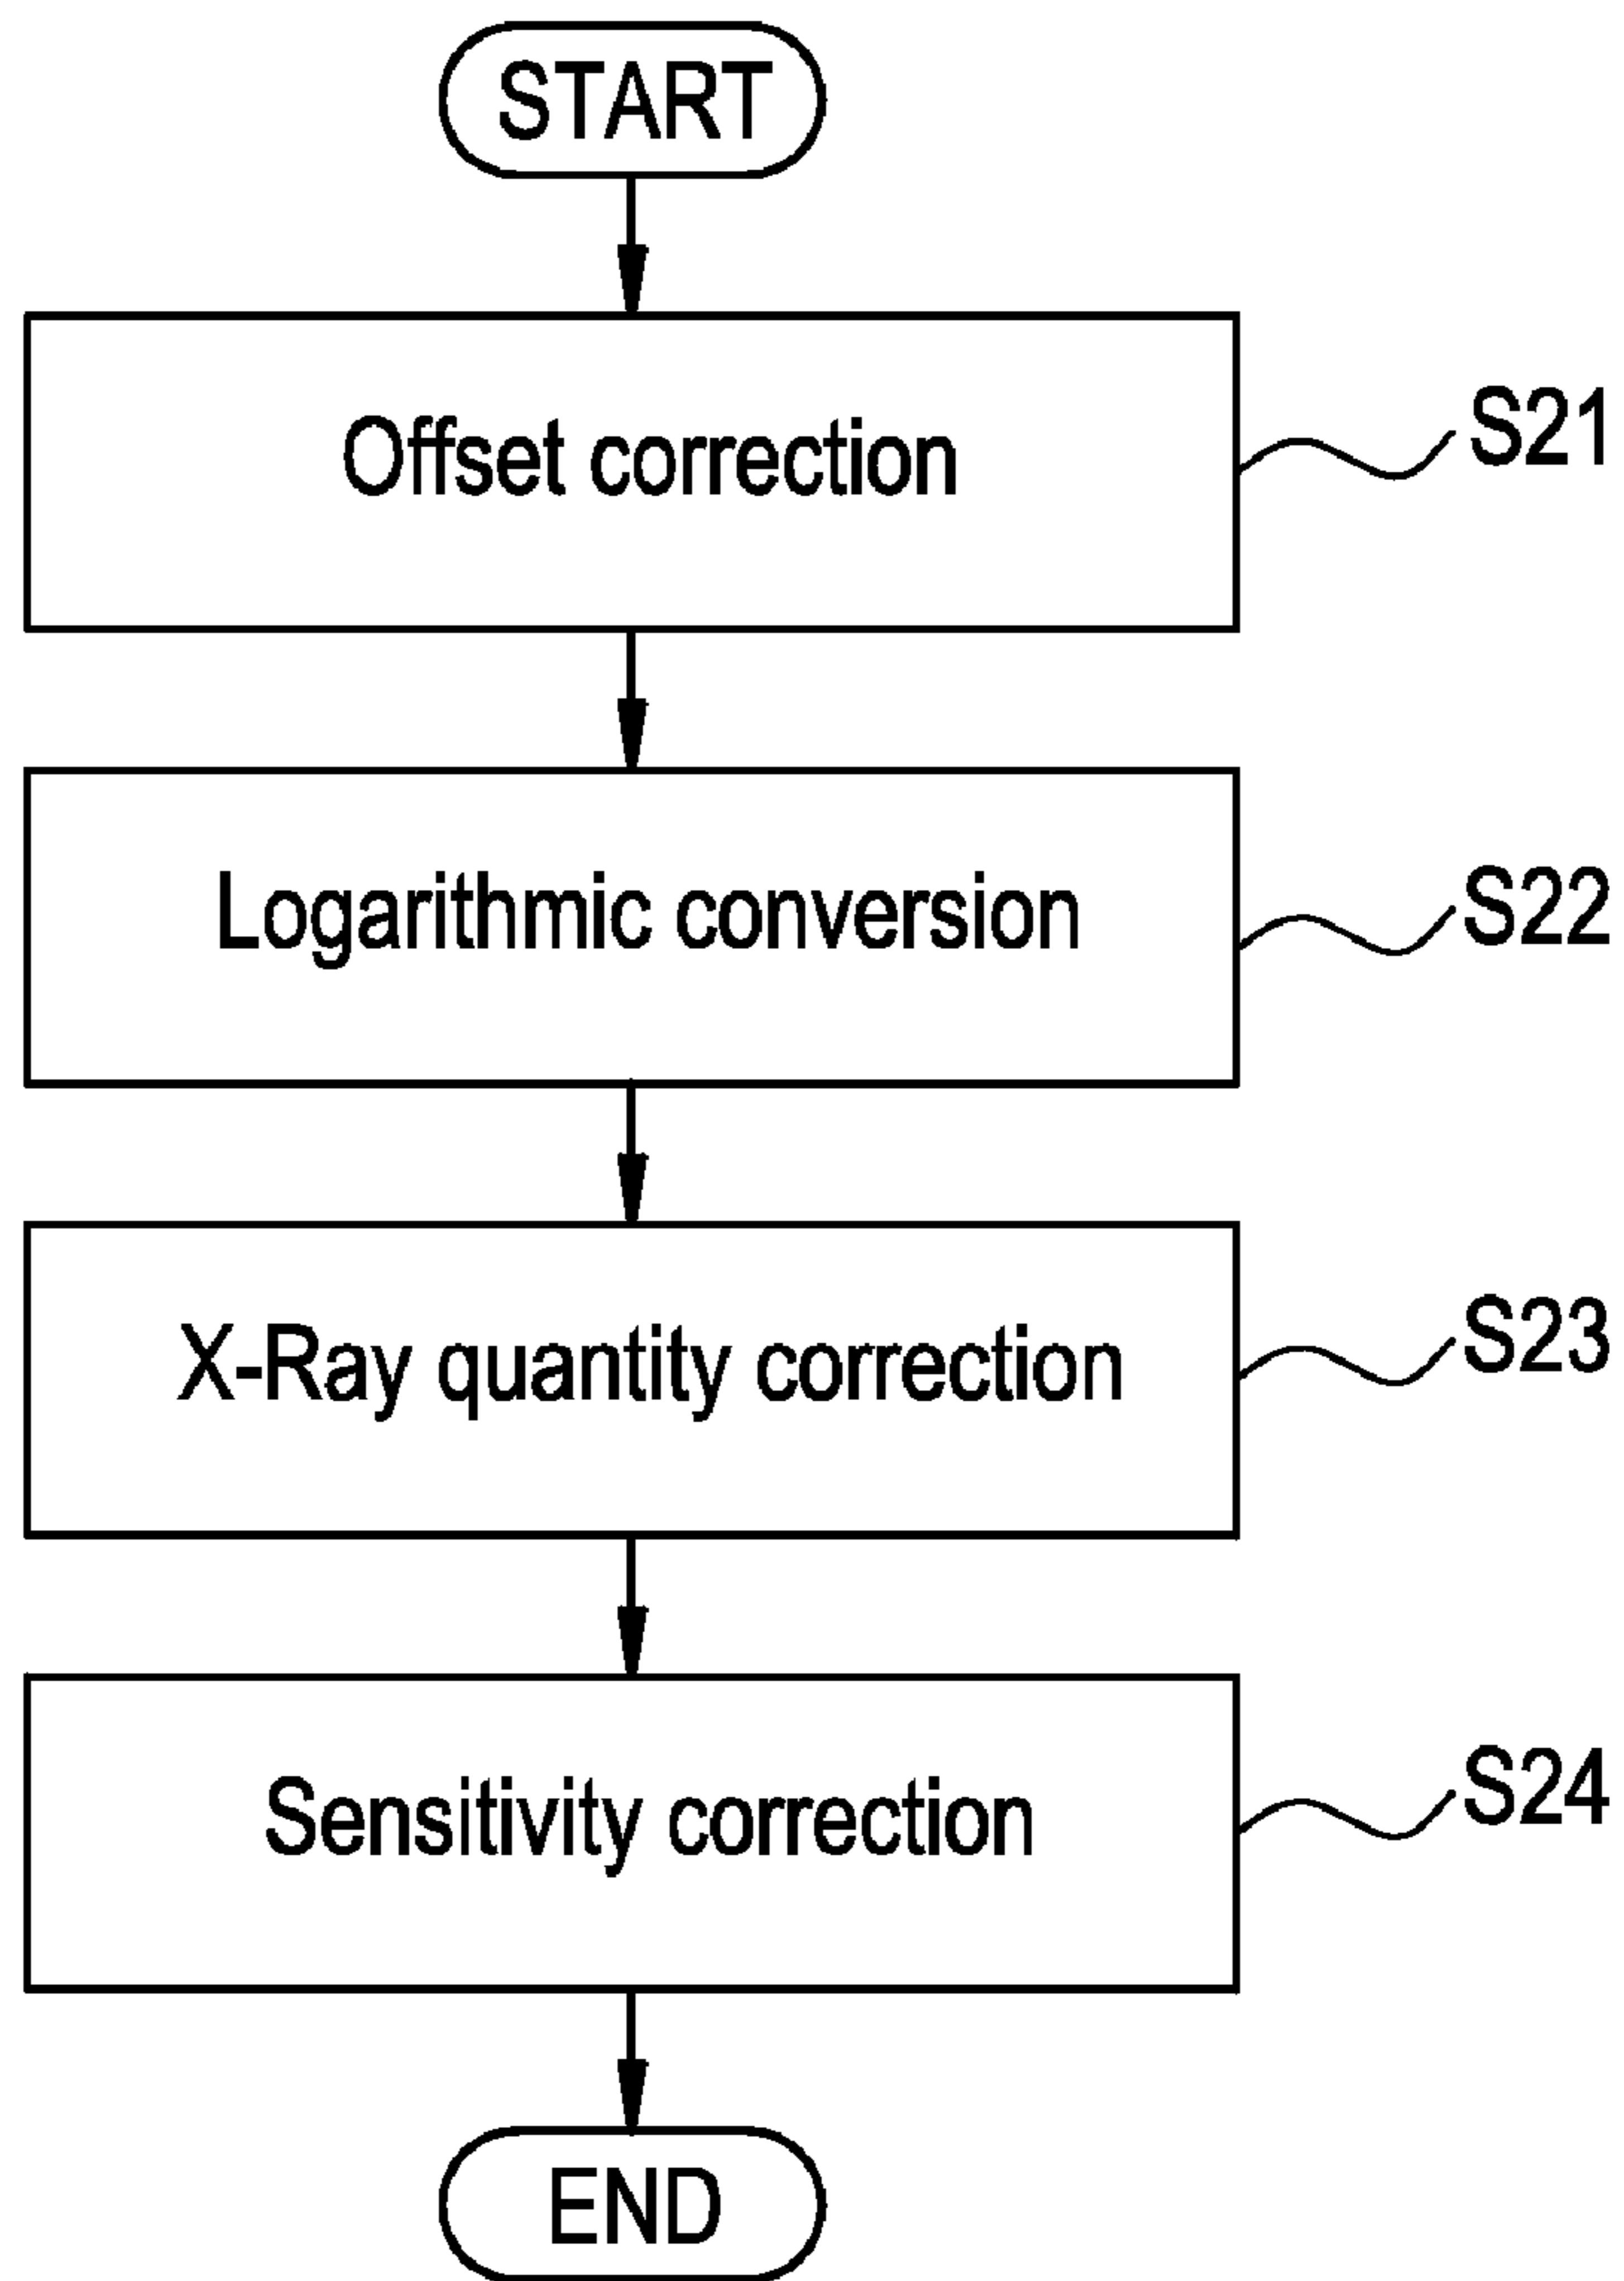 START
Offset correction
S21
Logarithmic conversion
S22
X-Ray quantity correction
S23
Sensitivity correction
S24
END